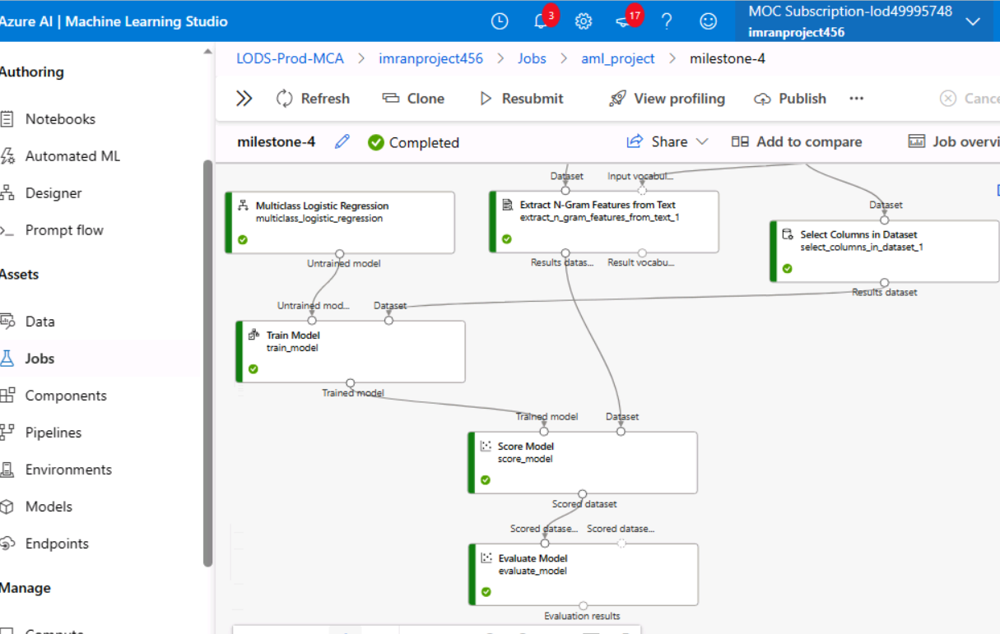 Azure AI | Machine Learning Studio
3
17
MOC Subscription-lod49995748
imranproject456
Authoring
Notebooks
Automated ML
Designer
Prompt flow
Assets
Data
Jobs
Components
Pipelines
Environments
Models
Endpoints
Manage
LODS-Prod-MCA > imranproject456 > Jobs > aml_project > milestone-4
Refresh Clone Resubmit View profiling Publish ... Cance
milestone-4 Completed Share Add to compare Job overvi
Dataset Input vocabul...
Multiclass Logistic Regression
multiclass_logistic_regression
Untrained model
Extract N-Gram Features from Text
extract_n_gram_features_from_text_1
Results datas... Result vocabu...
Dataset
Select Columns in Dataset
select_columns_in_dataset_1
Results dataset
Untrained mod... Dataset
Train Model
train_model
Trained model
Trained model Dataset
Score Model
score_model
Scored dataset
Scored datase... Scored datase...
Evaluate Model
evaluate_model
Evaluation results